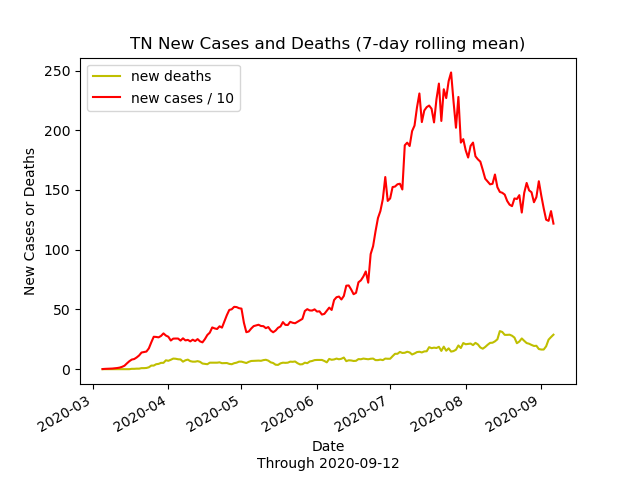 TN New Cases and Deaths (7-day rolling mean)
new deaths
new cases / 10
250
200
150
100
50
0
New Cases or Deaths
2020-03
2020-04
2020-05
2020-06
2020-07
2020-08
2020-09
Date
Through 2020-09-12